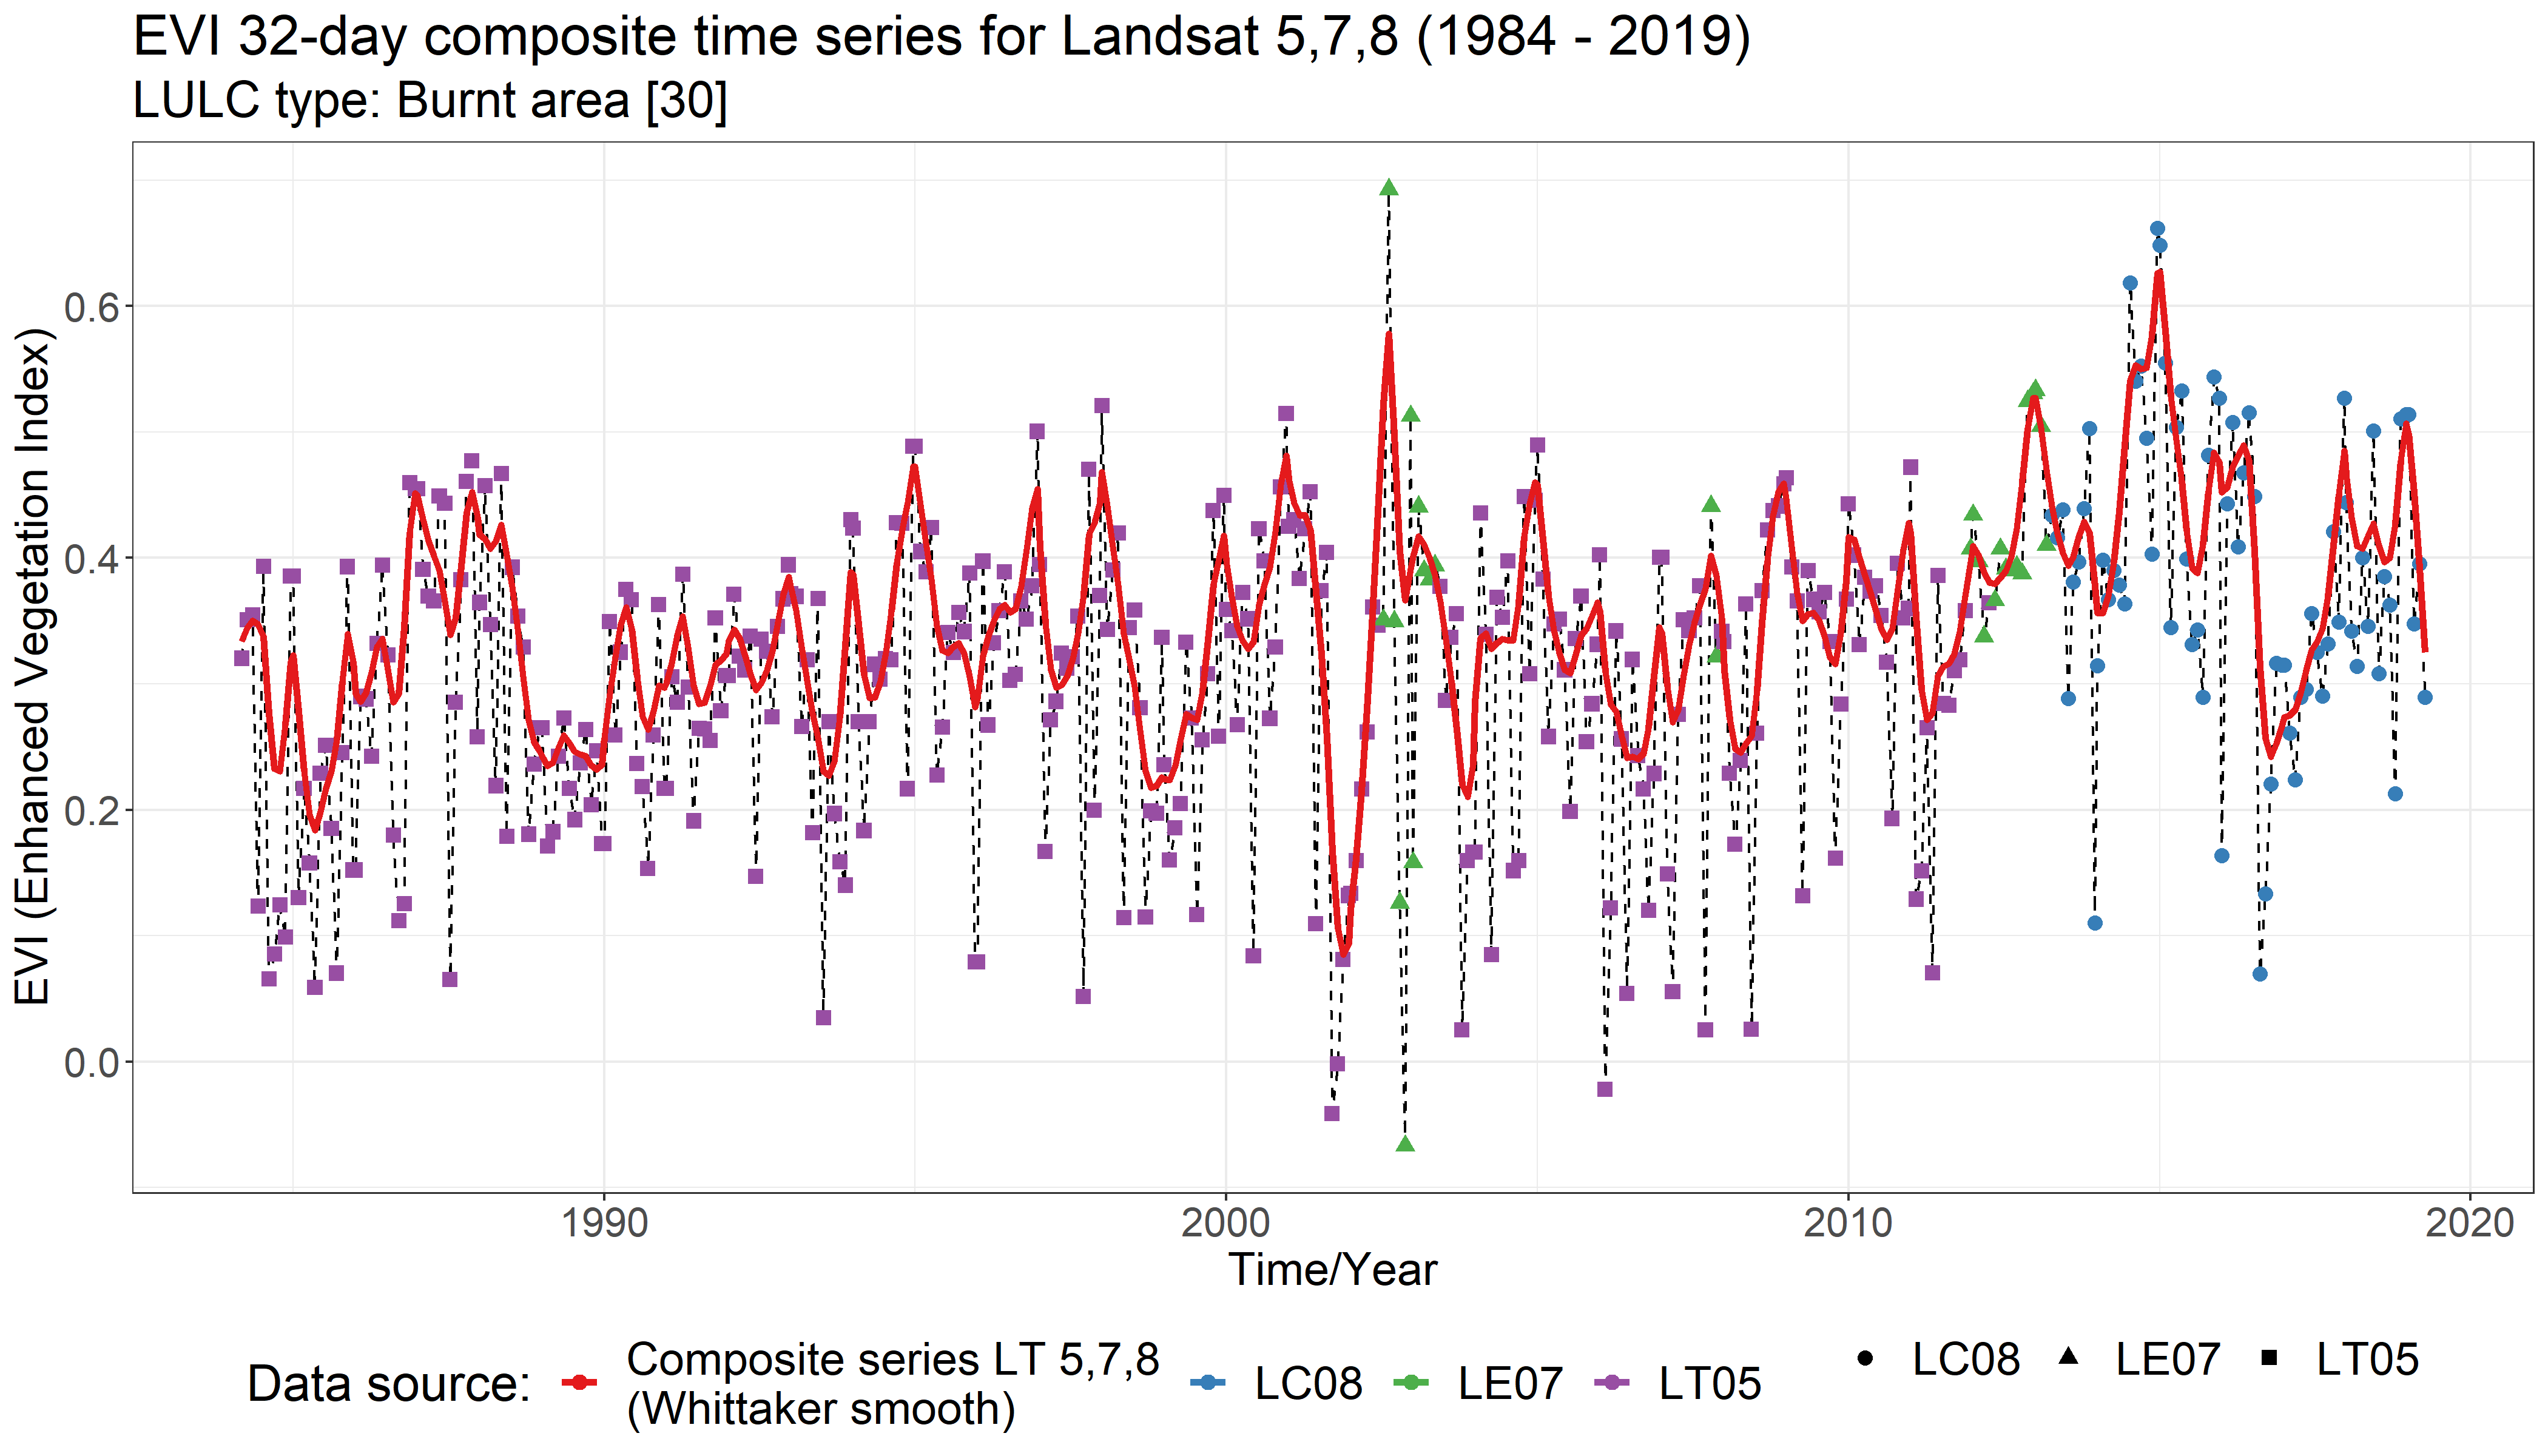 EVI 32-day composite time series for Landsat 5,7,8 (1984 - 2019)
LULC type: Burnt area [30]
EVI (Enhanced Vegetation Index)
0.6
0.4
0.2
0.0
1990 2000 2010 2020
Time/Year
Data source:
Composite series LT 5,7,8
(Whittaker smooth)
LC08 LE07 LT05
LC08 LE07 LT05